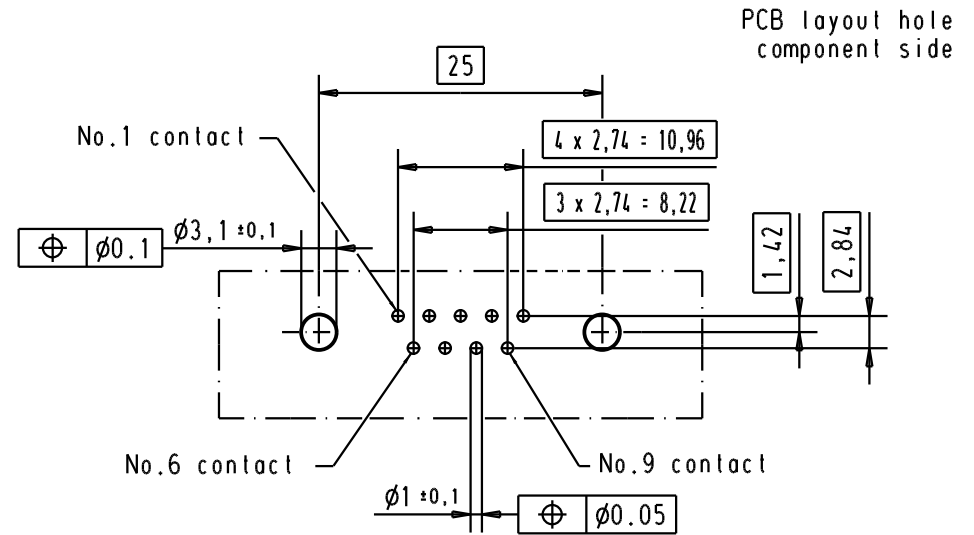 PCB layout hole
component side
25
No.1 contact
4 x 2,74 = 10,96
3 x 2,74 = 8,22
⌖ Ø0.1
Ø3,1 ±0,1
1,42
2,84
No.6 contact
No.9 contact
Ø1 ±0,1
⌖ Ø0.05